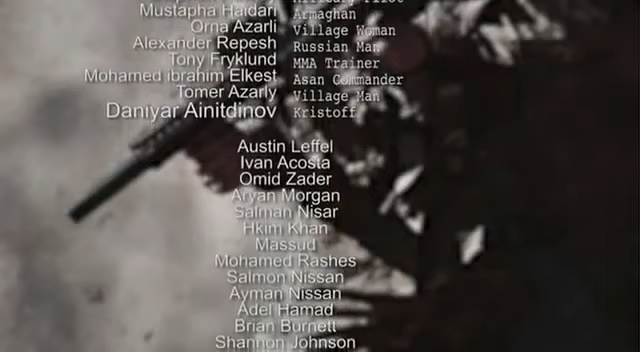 Mustapha Haidari Armaghan
Orna Azarli Village Woman
Alexander Repesh Russian Man
Tony Fryklund MMA Trainer
Mohamed ibrahim Elkest Asan Commander
Tomer Azarly Village Man
Daniyar Ainitdinov Kristoff
Austin Leffel
Ivan Acosta
Omid Zader
Aryan Morgan
Salman Nisar
Hkim Khan
Massud
Mohamed Rashes
Salmon Nissan
Ayman Nissan
Adel Hamad
Brian Burnett
Shannon Johnson